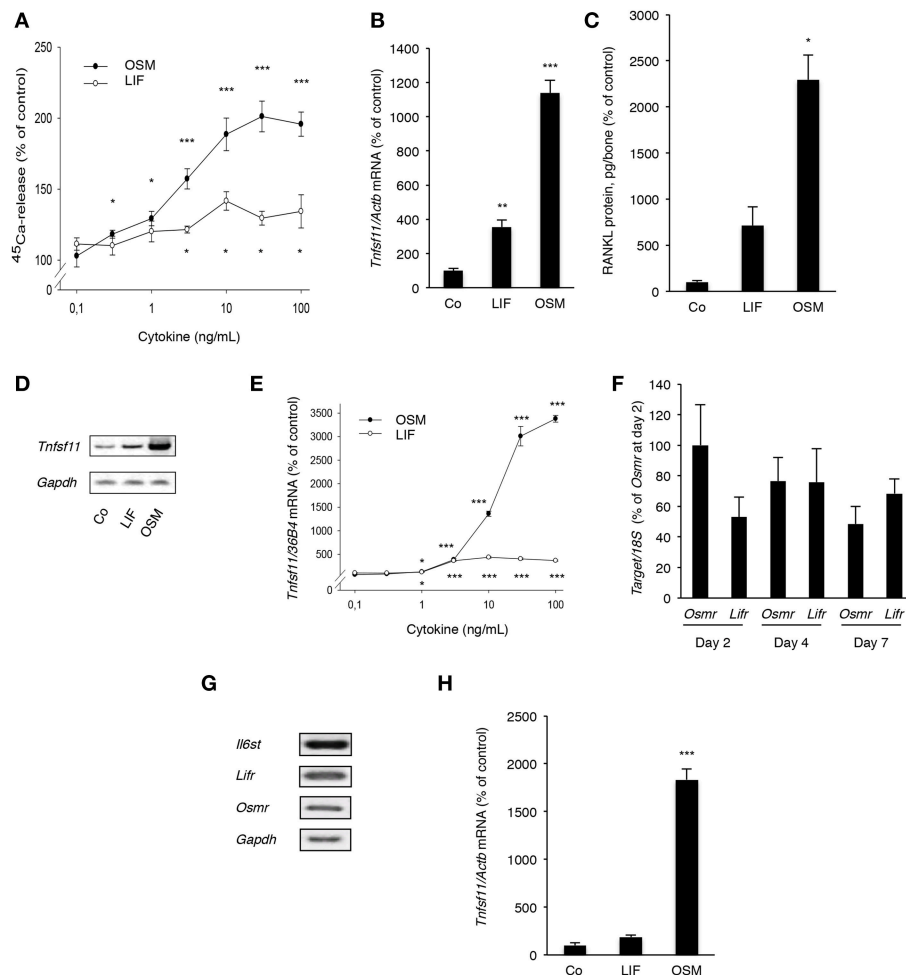 A
OSM
LIF
45Ca-release (% of control)
250
200
150
100
0
* * *** *** *** ***
* * * *
0,1 1 10 100
Cytokine (ng/mL)
B
Tnfsf11/Actb mRNA (% of control)
1400
1200
1000
800
600
400
200
0
** ***
Co LIF OSM
C
RANKL protein, pg/bone (% of control)
3000
2500
2000
1500
1000
500
0
*
Co LIF OSM
D
Tnfsf11
Gapdh
Co LIF OSM
E
OSM
LIF
Tnfsf11/36B4 mRNA (% of control)
3500
3000
2500
2000
1500
1000
500
0
* *** *** *** ***
* *** *** *** ***
0,1 1 10 100
Cytokine (ng/mL)
F
Target/18S (% of Osmr at day 2)
140
120
100
80
60
40
20
0
Osmr Lifr Osmr Lifr Osmr Lifr
Day 2 Day 4 Day 7
G
Il6st
Lifr
Osmr
Gapdh
H
Tnfsf11/Actb mRNA (% of control)
2500
2000
1500
1000
500
0
***
Co LIF OSM